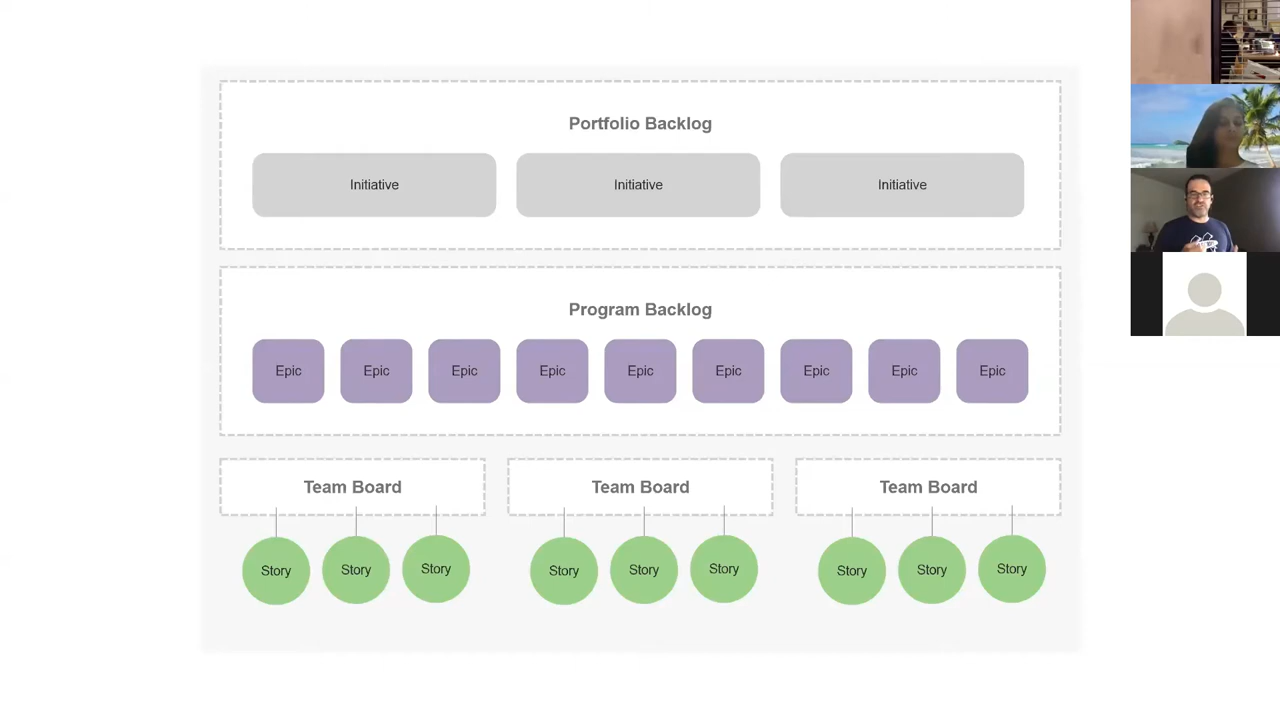 Portfolio Backlog
Initiative Initiative Initiative
Program Backlog
Epic Epic Epic Epic Epic Epic Epic Epic Epic
Team Board Team Board Team Board
Story Story Story Story Story Story Story Story Story